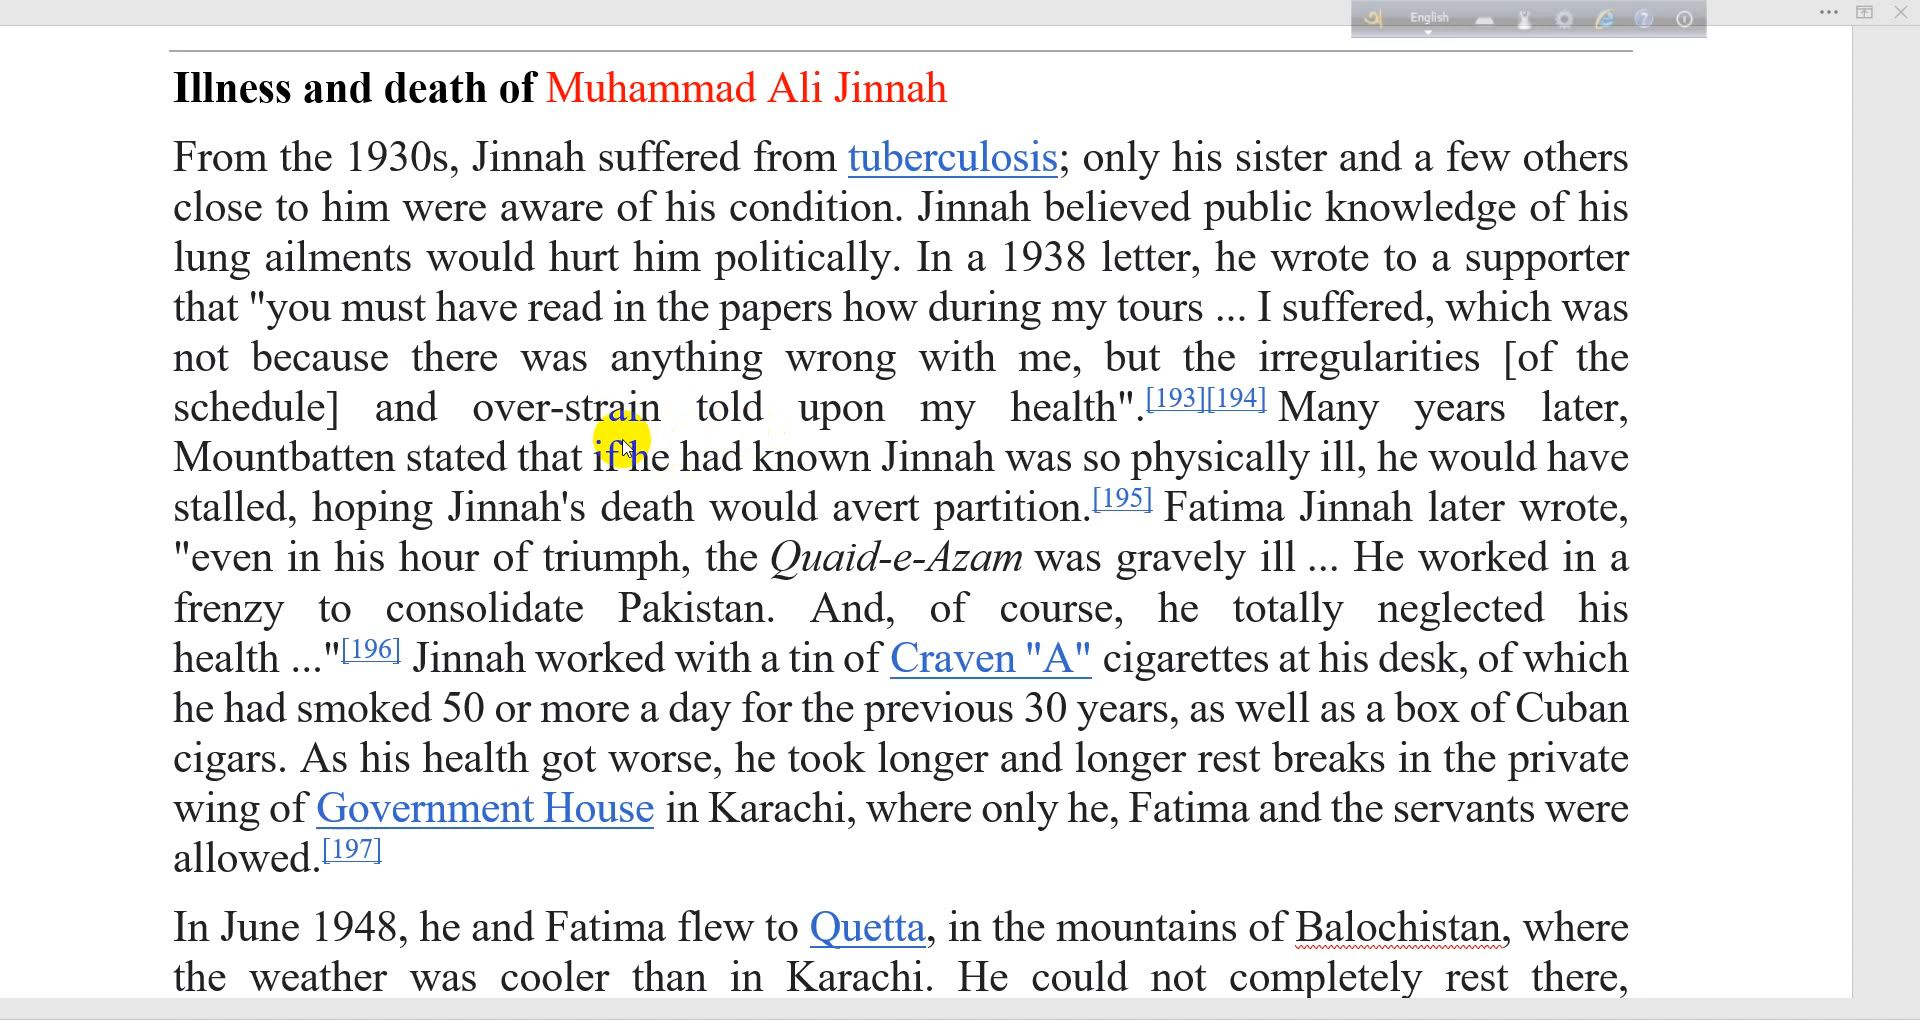 English
Illness and death of Muhammad Ali Jinnah
From the 1930s, Jinnah suffered from tuberculosis; only his sister and a few others
close to him were aware of his condition. Jinnah believed public knowledge of his
lung ailments would hurt him politically. In a 1938 letter, he wrote to a supporter
that "you must have read in the papers how during my tours ... I suffered, which was
not because there was anything wrong with me, but the irregularities [of the
schedule] and over-strain told upon my health".[193][194] Many years later,
Mountbatten stated that if he had known Jinnah was so physically ill, he would have
stalled, hoping Jinnah's death would avert partition.[195] Fatima Jinnah later wrote,
"even in his hour of triumph, the Quaid-e-Azam was gravely ill ... He worked in a
frenzy to consolidate Pakistan. And, of course, he totally neglected his
health ..."[196] Jinnah worked with a tin of Craven "A" cigarettes at his desk, of which
he had smoked 50 or more a day for the previous 30 years, as well as a box of Cuban
cigars. As his health got worse, he took longer and longer rest breaks in the private
wing of Government House in Karachi, where only he, Fatima and the servants were
allowed.[197]
In June 1948, he and Fatima flew to Quetta, in the mountains of Balochistan, where
the weather was cooler than in Karachi. He could not completely rest there,